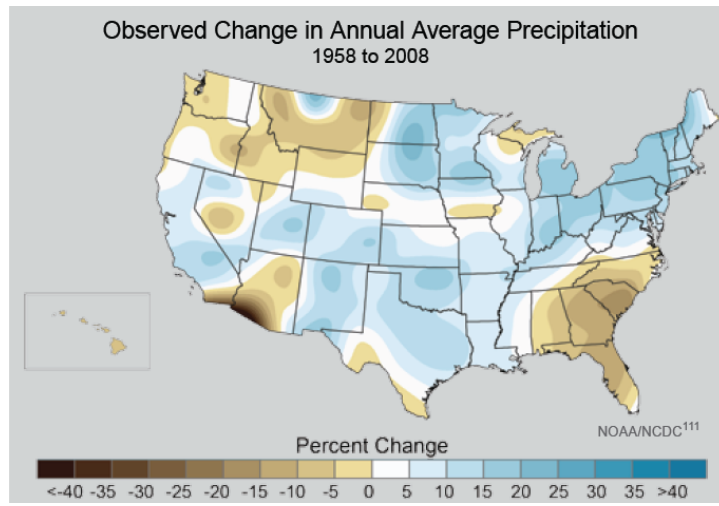 Observed Change in Annual Average Precipitation
1958 to 2008
NOAA/NCDC111
Percent Change
<-40 -35 -30 -25 -20 -15 -10 -5 0 5 10 15 20 25 30 35 >40